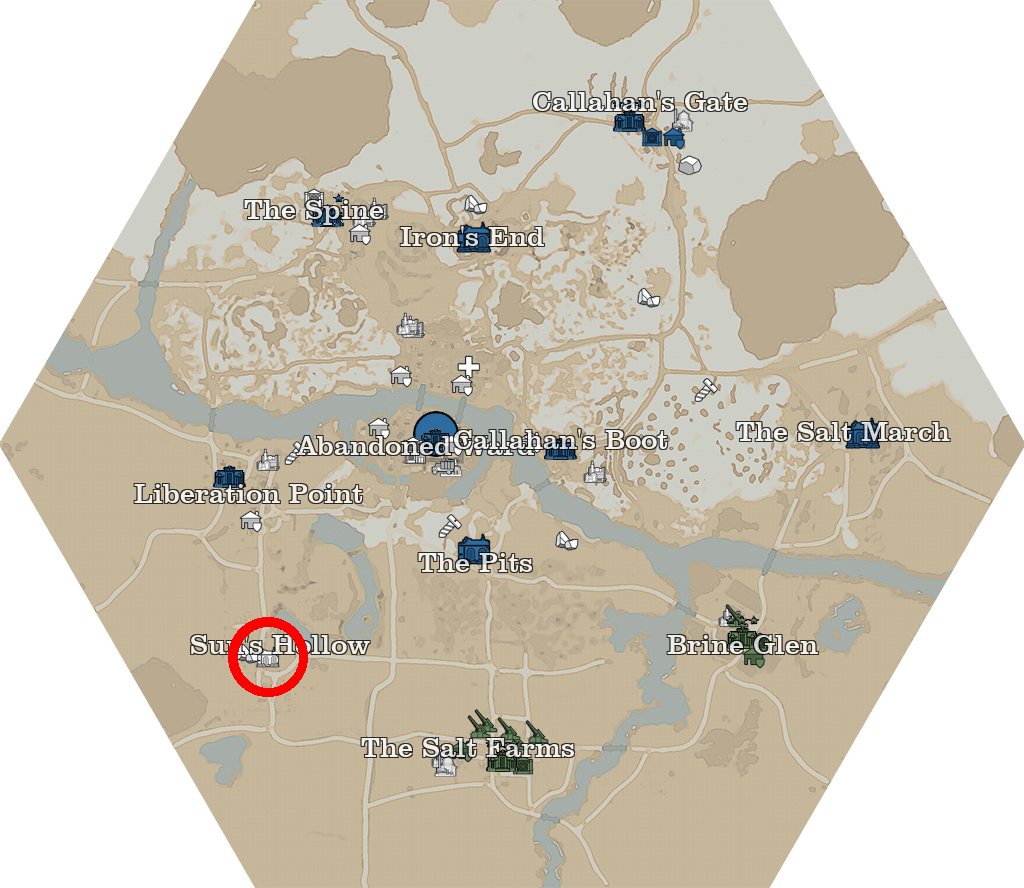 Callahan's Gate
The Spine
Iron's End
The Salt March
Abandoned Ward
Callahan's Boot
Liberation Point
The Pits
Sun's Hollow
Brine Glen
The Salt Farms